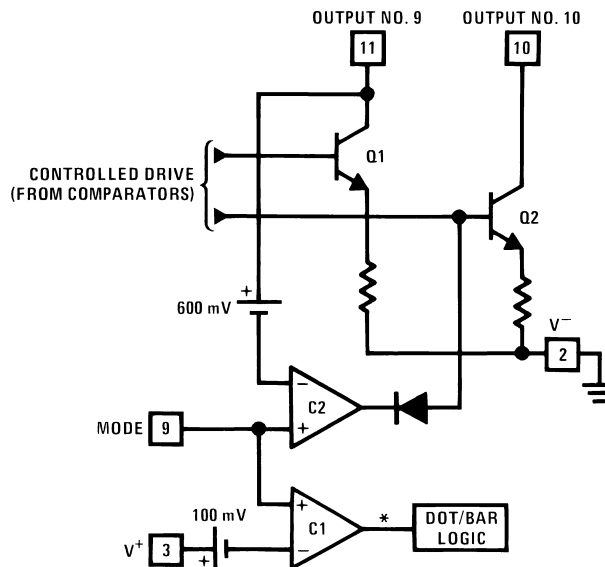 OUTPUT NO. 9
OUTPUT NO. 10
11
10
Q1
CONTROLLED DRIVE
(FROM COMPARATORS)
Q2
+
600 mV
V−
2
−
C2
+
MODE
9
100 mV
+
C1
*
DOT/BAR
LOGIC
V+
3
+
−